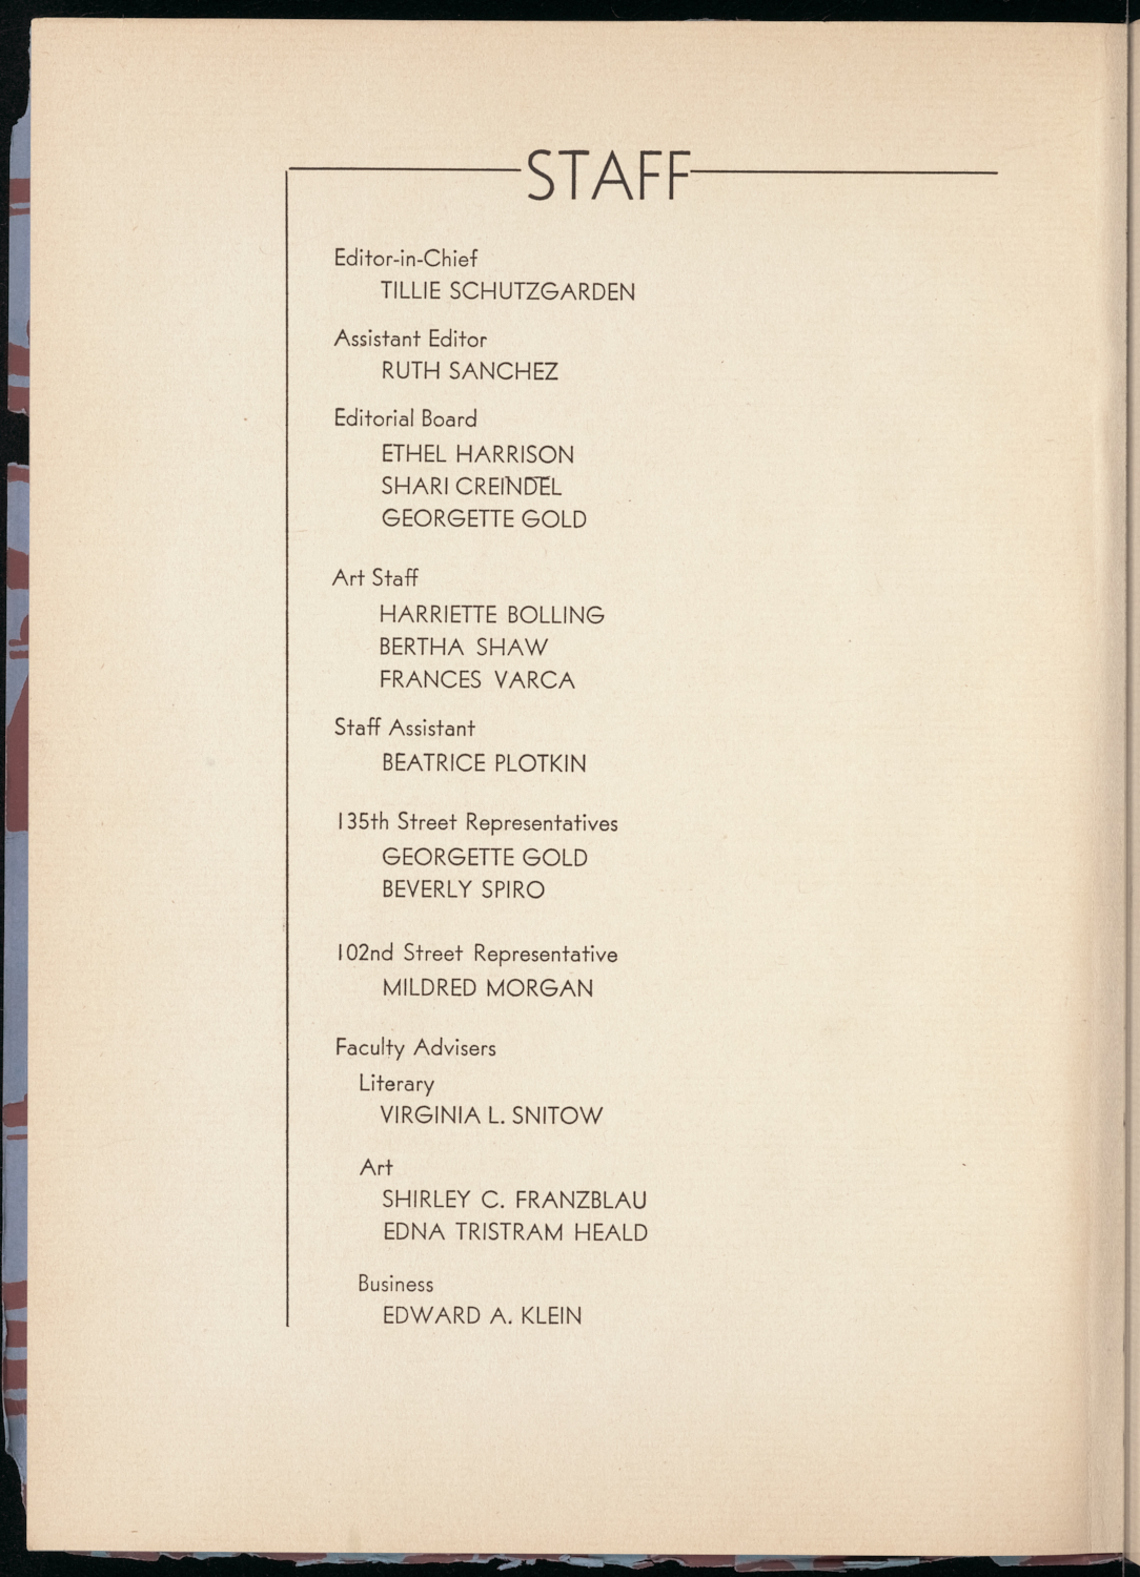 STAFF
Editor-in-Chief
TILLIE SCHUTZGARDEN
Assistant Editor
RUTH SANCHEZ
Editorial Board
ETHEL HARRISON
SHARI CREINDEL
GEORGETTE GOLD
Art Staff
HARRIETTE BOLLING
BERTHA SHAW
FRANCES VARCA
Staff Assistant
BEATRICE PLOTKIN
135th Street Representatives
GEORGETTE GOLD
BEVERLY SPIRO
102nd Street Representative
MILDRED MORGAN
Faculty Advisers
Literary
VIRGINIA L. SNITOW
Art
SHIRLEY C. FRANZBLAU
EDNA TRISTRAM HEALD
Business
EDWARD A. KLEIN